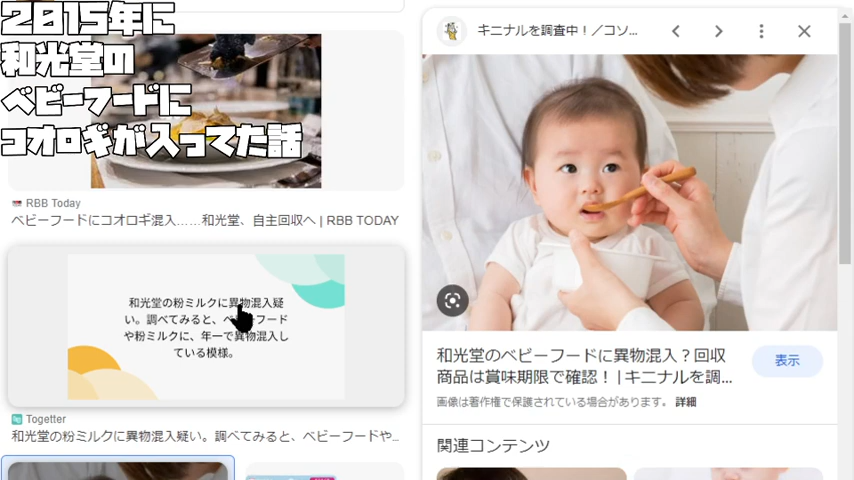 2015年に
和光堂の
ベビーフードに
コオロギが入ってた話
RBB Today
ベビーフードにコオロギ混入……和光堂、自主回収へ | RBB TODAY
和光堂の粉ミルクに異物混入疑
い。調べてみると、ベビーフード
や粉ミルクに、年一で異物混入し
ている模様。
Togetter
和光堂の粉ミルクに異物混入疑い。調べてみると、ベビーフードや...
キニナルを調査中！／コソ...
和光堂のベビーフードに異物混入？回収
商品は賞味期限で確認！ | キニナルを調...
表示
画像は著作権で保護されている場合があります。 詳細
関連コンテンツ